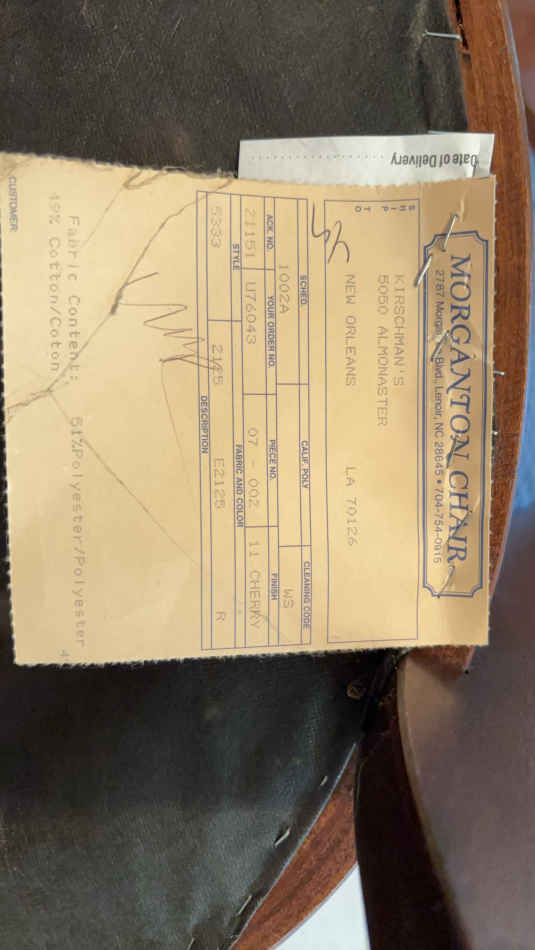 Date of Delivery
MORGANTON CHAIR
2787 Blvd., Lenoir, NC 28645 • 704-754-0915
SHIP TO
KIRSCHMAN'S
5050 ALMONASTER
NEW ORLEANS LA 70126
SCHED. CALIF. POLY CLEANING CODE
1002A WS
ACK. NO. YOUR ORDER NO. PIECE NO. FINISH
21151 U76043 07 - 002 11 CHERRY
STYLE FABRIC AND COLOR
5333 2145 E2125 R
DESCRIPTION
Fabric Content: 51%Polyester/Polyester
49% Cotton/Coton
CUSTOMER: